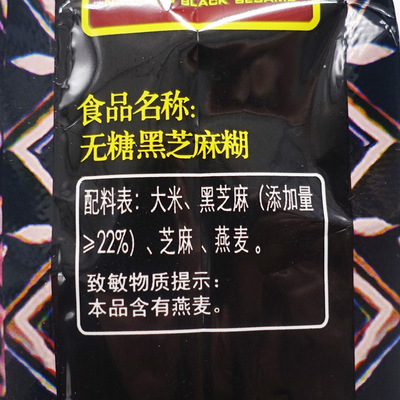 BLACK SESAME
食品名称:
无糖黑芝麻糊
配料表: 大米、黑芝麻 (添加量
≥22%) 、芝麻 、燕麦 。
致敏物质提示:
本品含有燕麦。